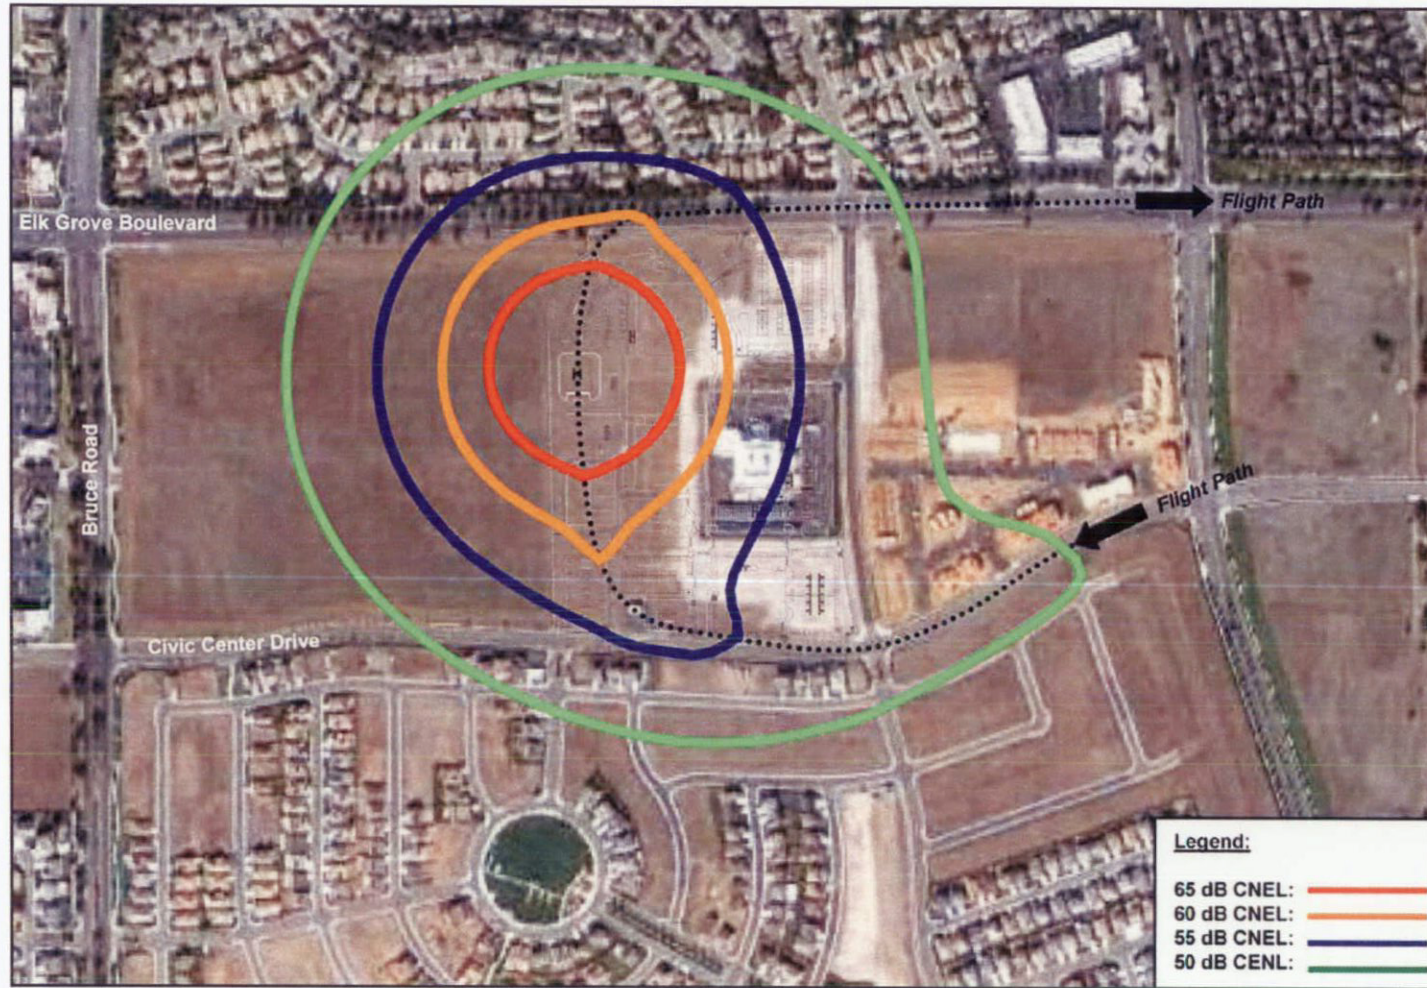 Flight Path
Elk Grove Boulevard
H
Bruce Road
Flight Path
Civic Center Drive
Legend:
65 dB CNEL:
60 dB CNEL:
55 dB CNEL:
50 dB CENL: